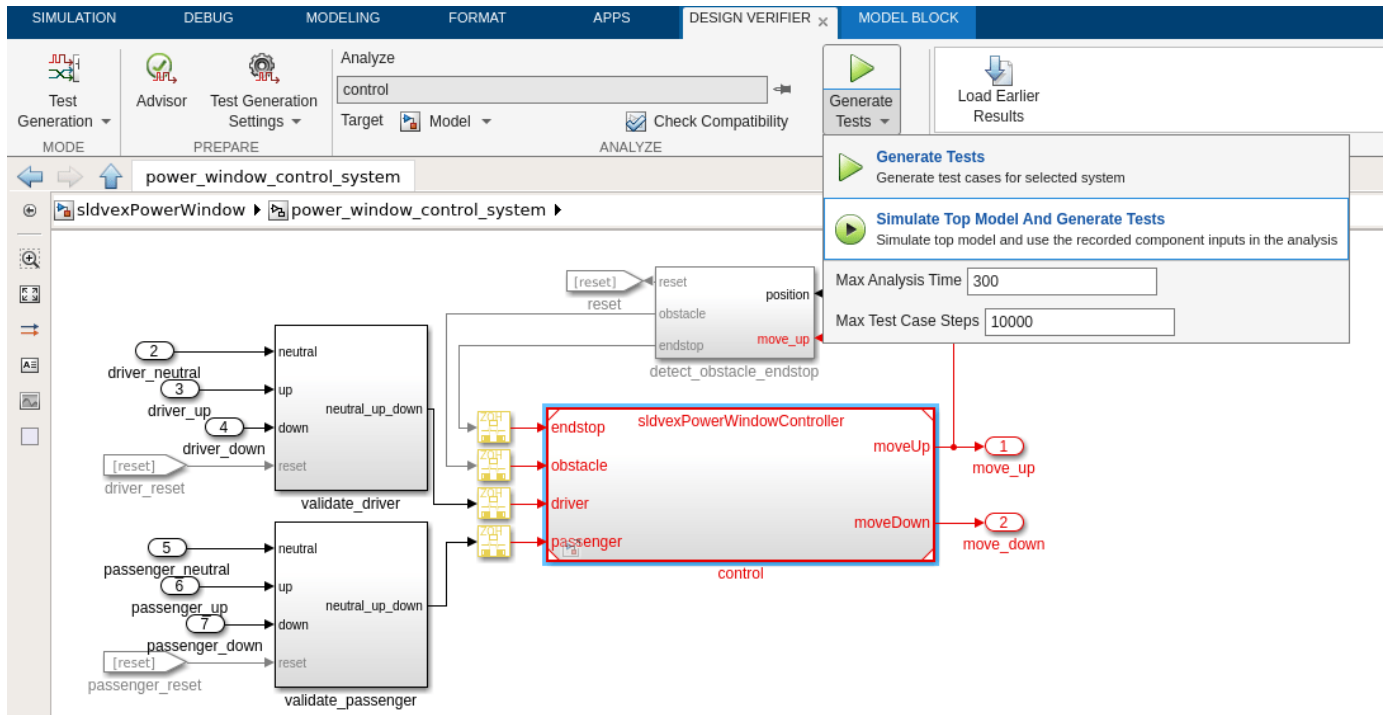 SIMULATION DEBUG MODELING FORMAT APPS DESIGN VERIFIER MODEL BLOCK
Test
Generation
MODE
Advisor
Test Generation
Settings
PREPARE
Analyze
control
Target Model Check Compatibility
ANALYZE
Generate
Tests
Load Earlier
Results
Generate Tests
Generate test cases for selected system
Simulate Top Model And Generate Tests
Simulate top model and use the recorded component inputs in the analysis
Max Analysis Time 300
Max Test Case Steps 10000
power_window_control_system
sldvexPowerWindow power_window_control_system
[reset]
reset
reset
obstacle
endstop
position
move_up
detect_obstacle_endstop
2
driver_neutral
3
driver_up
4
driver_down
[reset]
driver_reset
neutral
up
down
reset
neutral_up_down
validate_driver
5
passenger_neutral
6
passenger_up
7
passenger_down
[reset]
passenger_reset
neutral
up
down
reset
neutral_up_down
validate_passenger
ZOH
ZOH
ZOH
ZOH
sldvexPowerWindowController
endstop
obstacle
driver
passenger
moveUp
moveDown
control
1
move_up
2
move_down